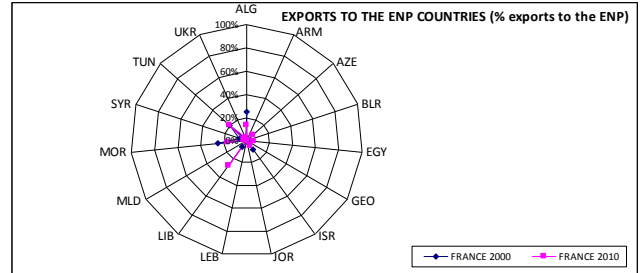 EXPORTS TO THE ENP COUNTRIES (% exports to the ENP)
ALG
ARM
AZE
BLR
EGY
GEO
ISR
JOR
LEB
LIB
MLD
MOR
SYR
TUN
UKR
100%
80%
60%
40%
20%
0%
FRANCE 2000
FRANCE 2010